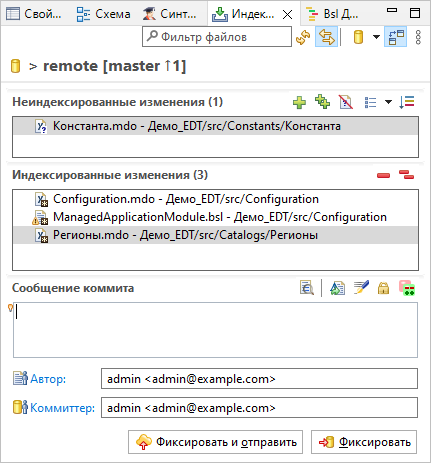 Свой...
Схема
Синт...
Индек...
Bsl Д...
Фильтр файлов
> remote [master ↑1]
Неиндексированные изменения (1)
Константа.mdo - Демо_EDT/src/Constants/Константа
Индексированные изменения (3)
Configuration.mdo - Демо_EDT/src/Configuration
ManagedApplicationModule.bsl - Демо_EDT/src/Configuration
Регионы.mdo - Демо_EDT/src/Catalogs/Регионы
Сообщение коммита
Автор:
admin <admin@example.com>
Коммиттер:
admin <admin@example.com>
Фиксировать и отправить
Фиксировать